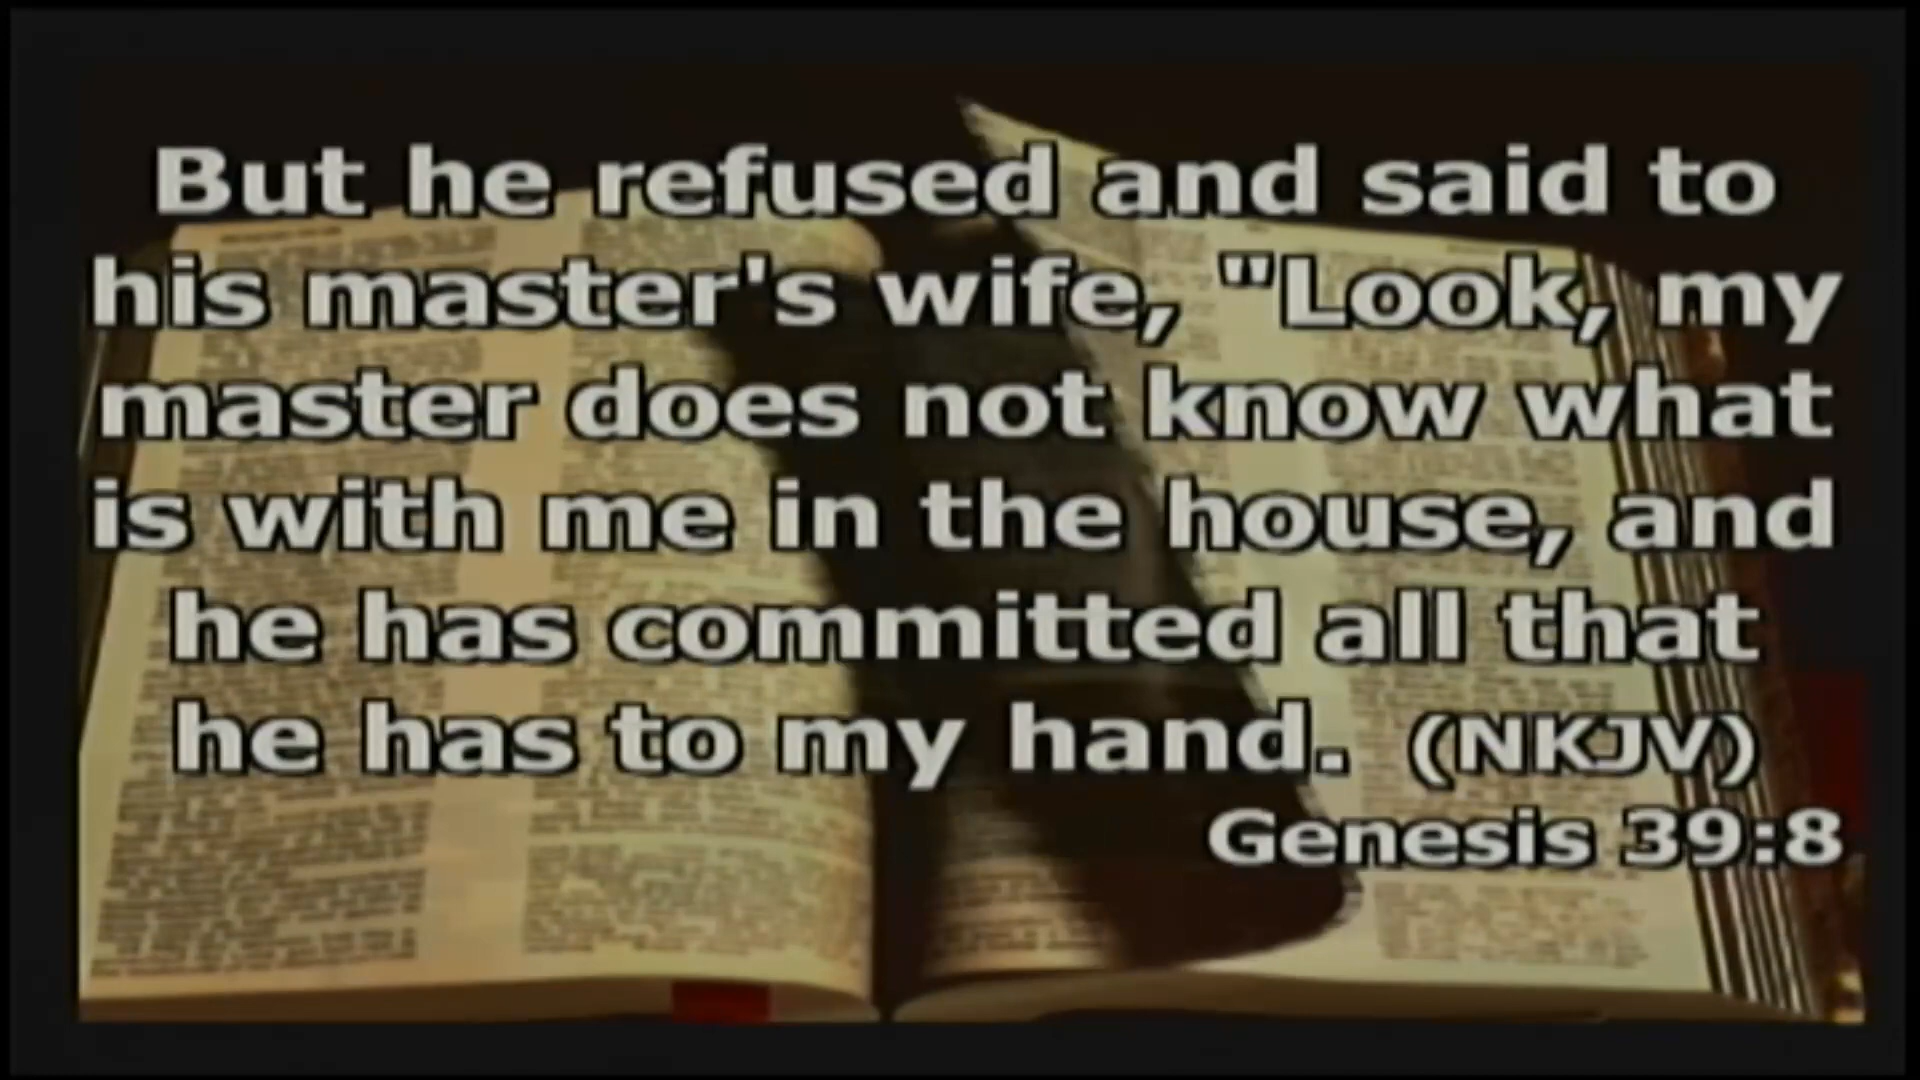 But he refused and said to
his master's wife, "Look, my
master does not know what
is with me in the house, and
he has committed all that
he has to my hand. (NKJV)
Genesis 39:8